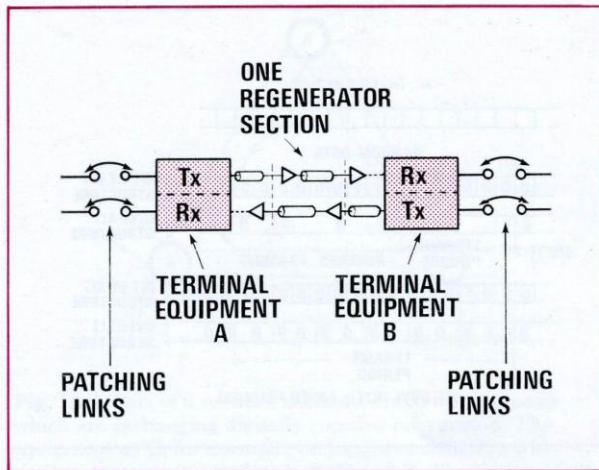 ONE
REGENERATOR
SECTION
Tx
Rx
Rx
Tx
TERMINAL
EQUIPMENT
A
TERMINAL
EQUIPMENT
B
PATCHING
LINKS
PATCHING
LINKS